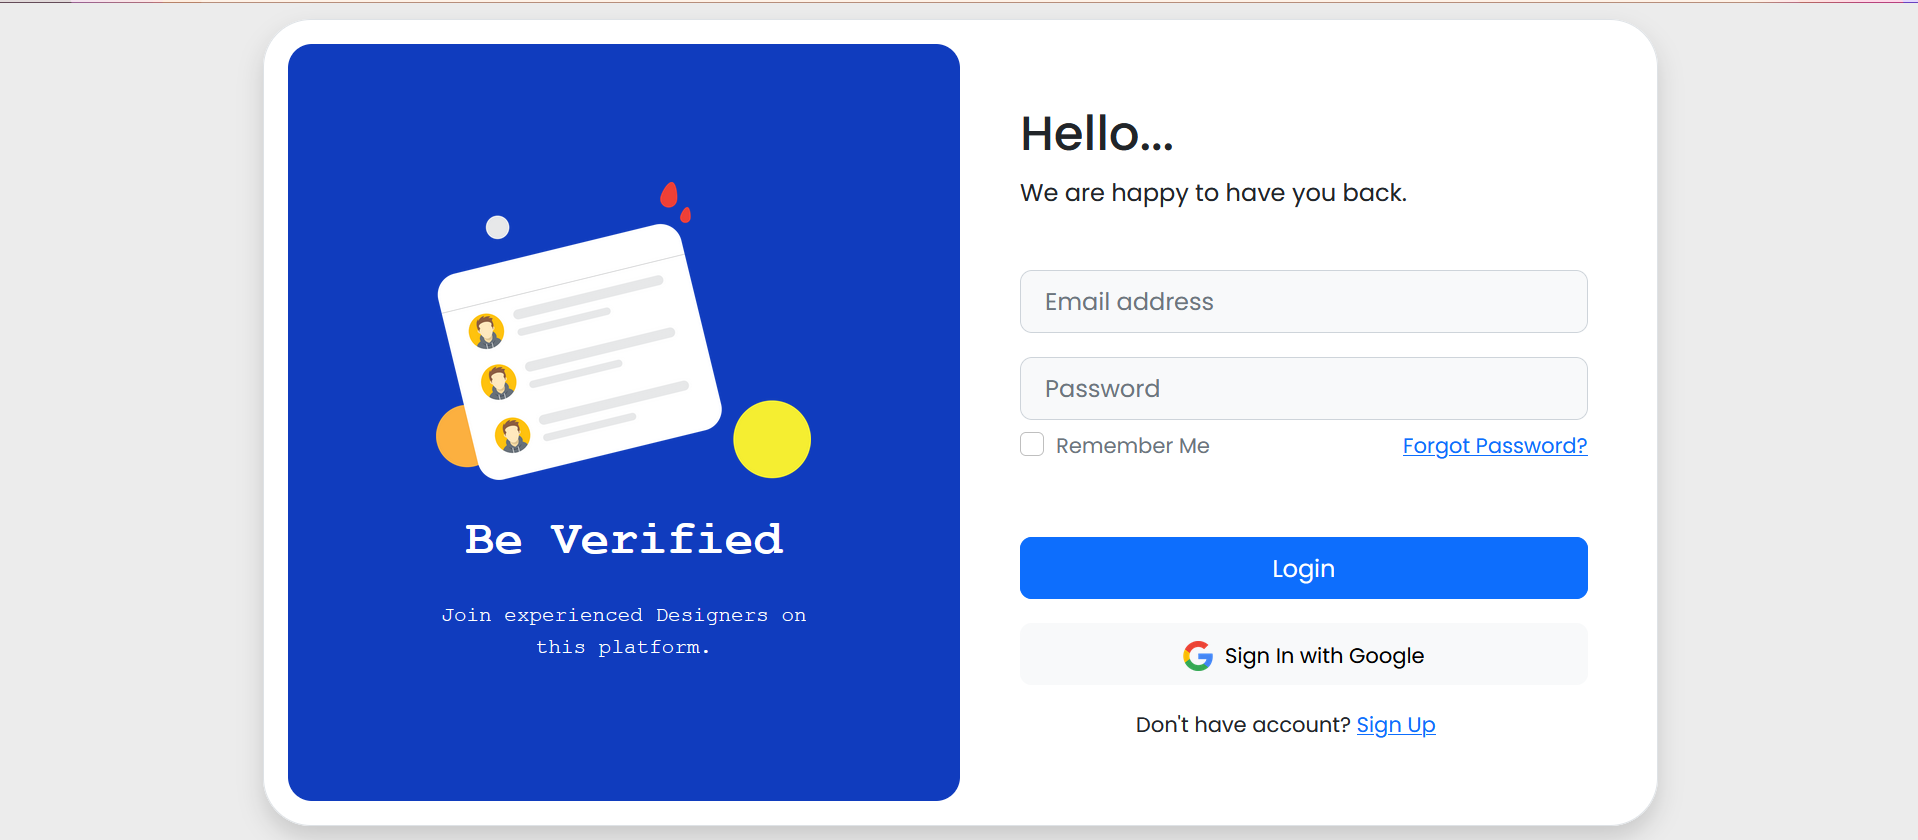 Be Verified
Join experienced Designers on
this platform.
Hello...
We are happy to have you back.
Email address
Password
Remember Me
Forgot Password?
Login
Sign In with Google
Don't have account? Sign Up